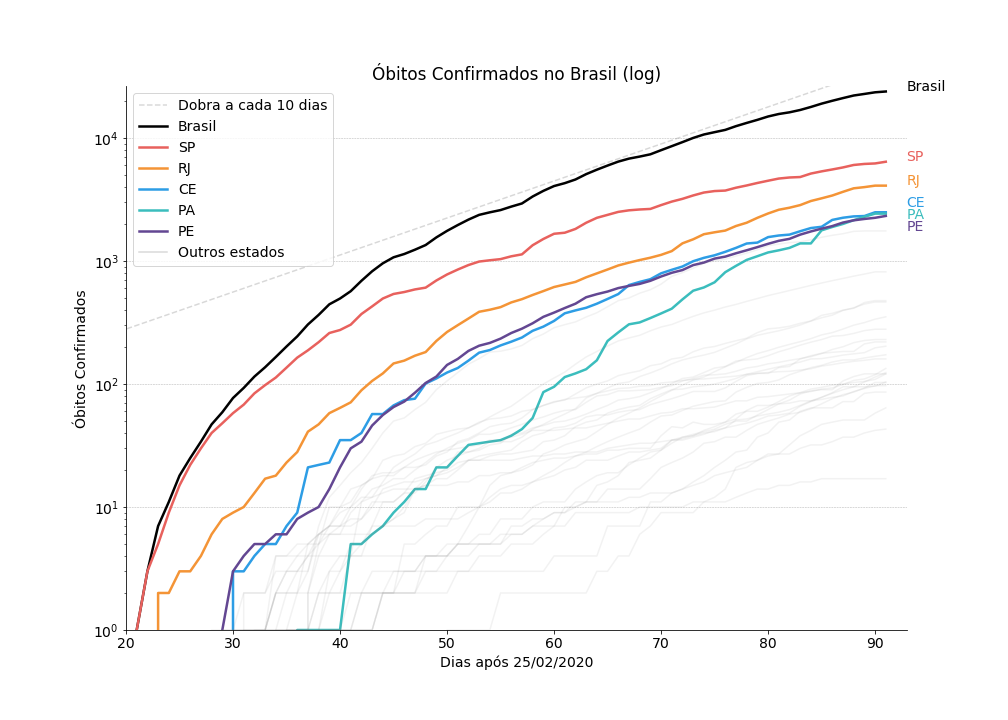 Óbitos Confirmados no Brasil (log)
Dobra a cada 10 dias
Brasil
SP
RJ
CE
PA
PE
Outros estados
Brasil
SP
RJ
CE
PA
PE
Óbitos Confirmados
10⁴
10³
10²
10¹
10⁰
20 30 40 50 60 70 80 90
Dias após 25/02/2020